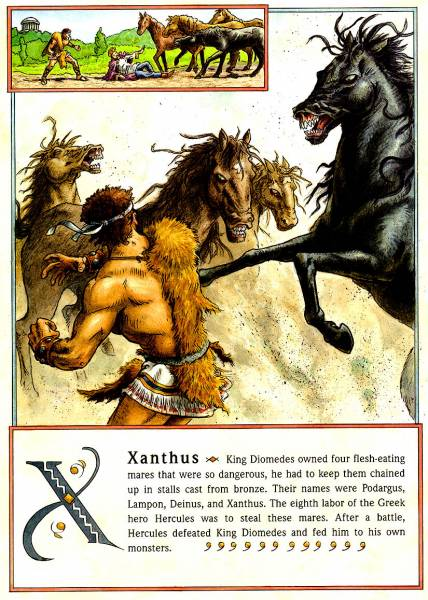 X
Xanthus King Diomedes owned four flesh-eating
mares that were so dangerous, he had to keep them chained
up in stalls cast from bronze. Their names were Podargus,
Lampon, Deinus, and Xanthus. The eighth labor of the Greek
hero Hercules was to steal these mares. After a battle,
Hercules defeated King Diomedes and fed him to his own
monsters.